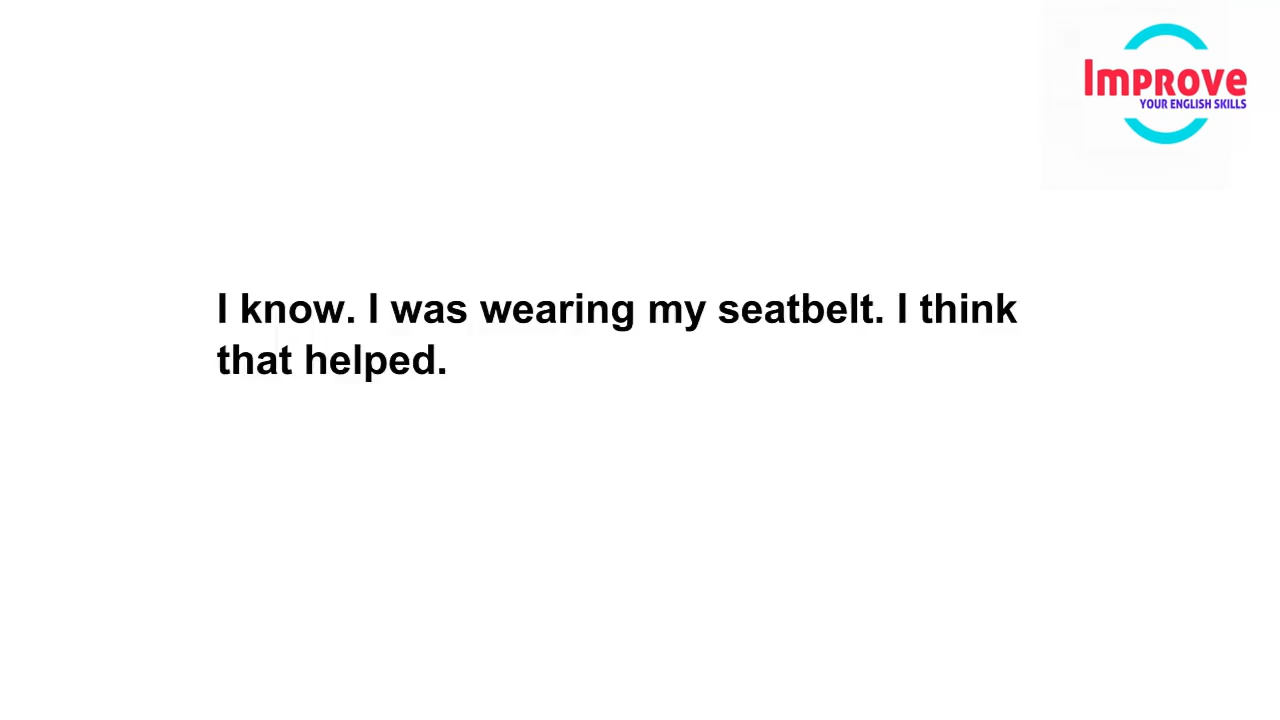 Improve
YOUR ENGLISH SKILLS
I know. I was wearing my seatbelt. I think
that helped.